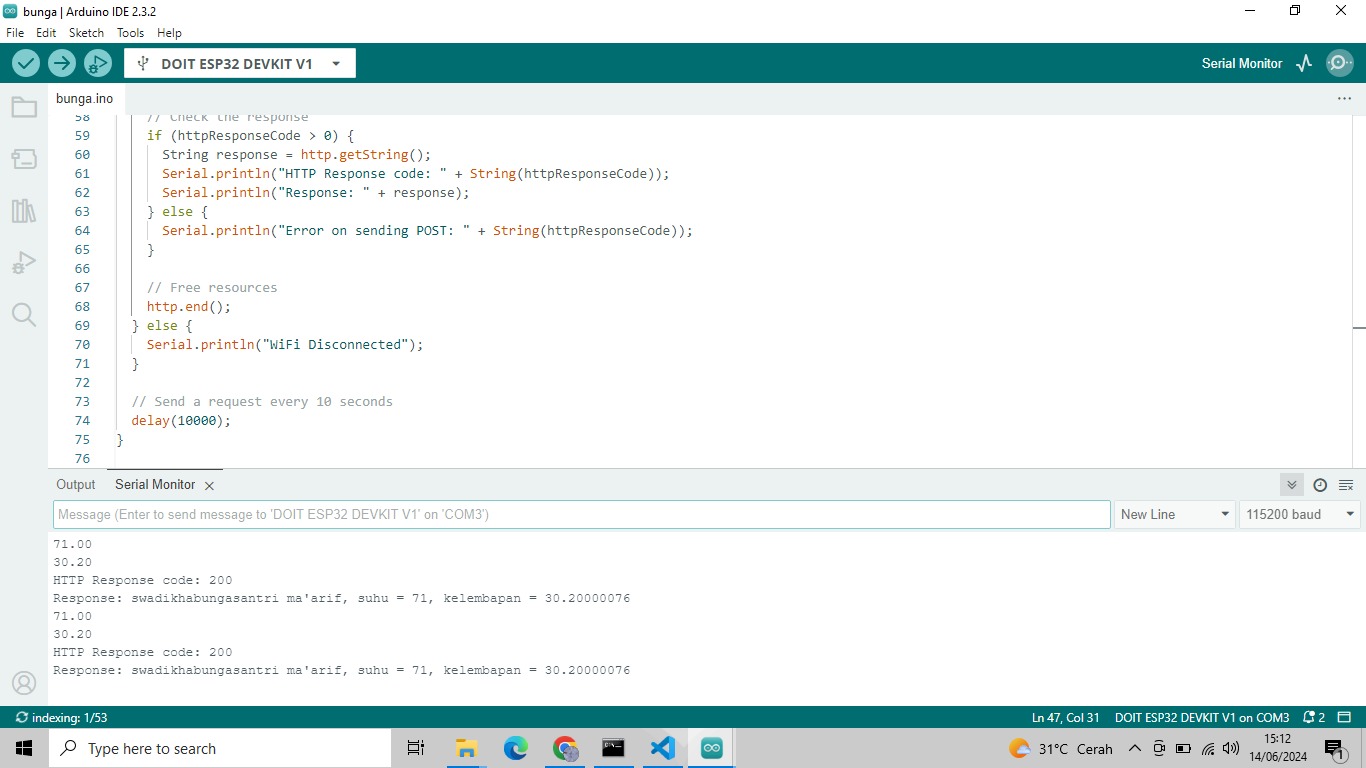 bunga | Arduino IDE 2.3.2
File Edit Sketch Tools Help
DOIT ESP32 DEVKIT V1
Serial Monitor
bunga.ino
58 // Check the response
59 if (httpResponseCode > 0) {
60 String response = http.getString();
61 Serial.println("HTTP Response code: " + String(httpResponseCode));
62 Serial.println("Response: " + response);
63 } else {
64 Serial.println("Error on sending POST: " + String(httpResponseCode));
65 }
66
67 // Free resources
68 http.end();
69 } else {
70 Serial.println("WiFi Disconnected");
71 }
72
73 // Send a request every 10 seconds
74 delay(10000);
75 }
76
Output Serial Monitor
Message (Enter to send message to 'DOIT ESP32 DEVKIT V1' on 'COM3')
New Line
115200 baud
71.00
30.20
HTTP Response code: 200
Response: swadikhabungasantri ma'arif, suhu = 71, kelembapan = 30.20000076
71.00
30.20
HTTP Response code: 200
Response: swadikhabungasantri ma'arif, suhu = 71, kelembapan = 30.20000076
indexing: 1/53
Ln 47, Col 31 DOIT ESP32 DEVKIT V1 on COM3 2
Type here to search
31°C Cerah
15:12
14/06/2024
1